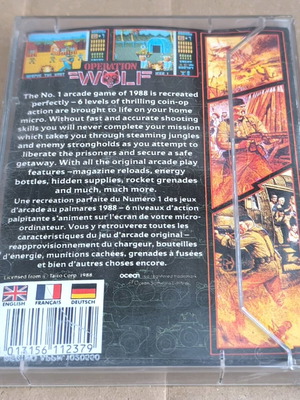 OPERATION
WOLF
The No. 1 arcade game of 1988 is recreated
perfectly – 6 levels of thrilling coin-op
action are brought to life on your home
micro. Without fast and accurate shooting
skills you will never complete your mission
which takes you through steaming jungles
and enemy strongholds as you attempt to
liberate the prisoners and secure a safe
getaway. With all the original arcade play
features –magazine reloads, energy
bottles, hidden supplies, rocket grenades
and much, much more.
Une recréation parfaite du Numéro 1 des jeux
d'arcade au palmares 1988 – 6 niveaux d'action
palpitante s'animent sur l'ecran de votre micro-
ordinateur. Vous y retrouverez toutes les
caractéristiques du jeu d'arcade original –
reapprovisionnement du chargeur, bouteilles
d'énergie, munitions cachées, grenades à fusées
et bien d'autres choses encore.
Licensed from © Taito Corp. 1988
ocean
ENGLISH FRANÇAIS DEUTSCH